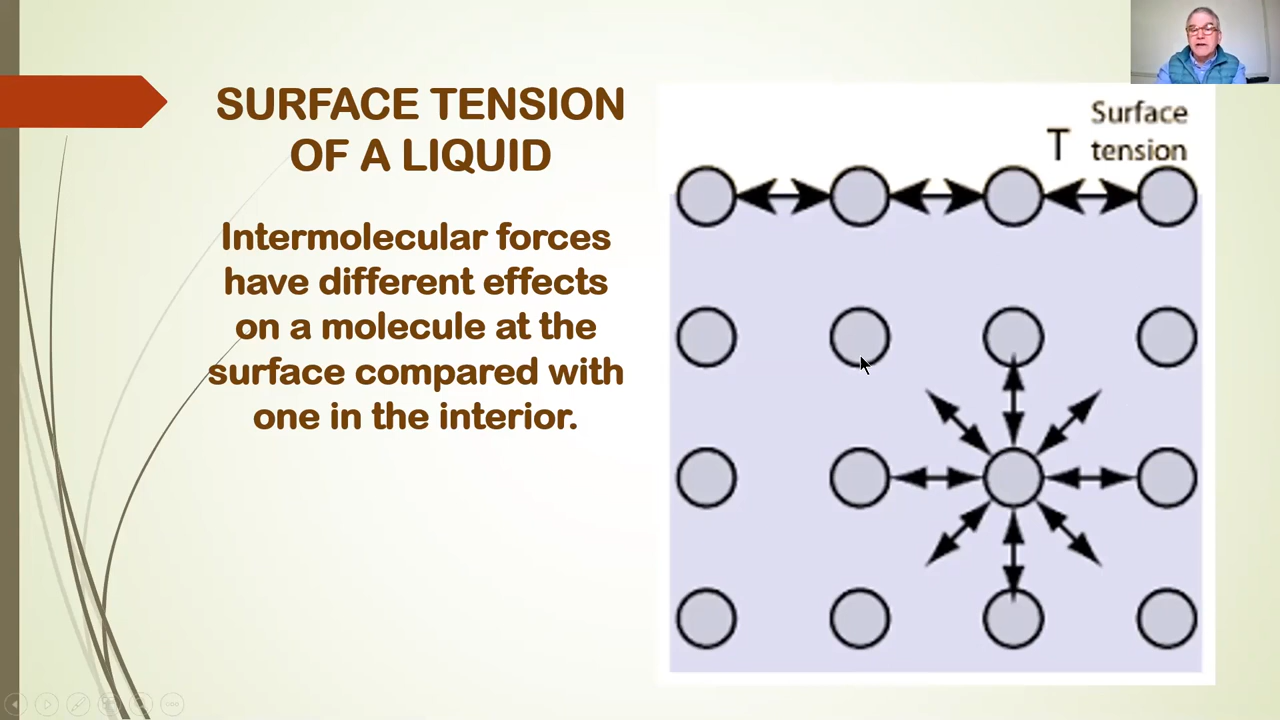 SURFACE TENSION
OF A LIQUID
Intermolecular forces
have different effects
on a molecule at the
surface compared with
one in the interior.
Surface
T tension